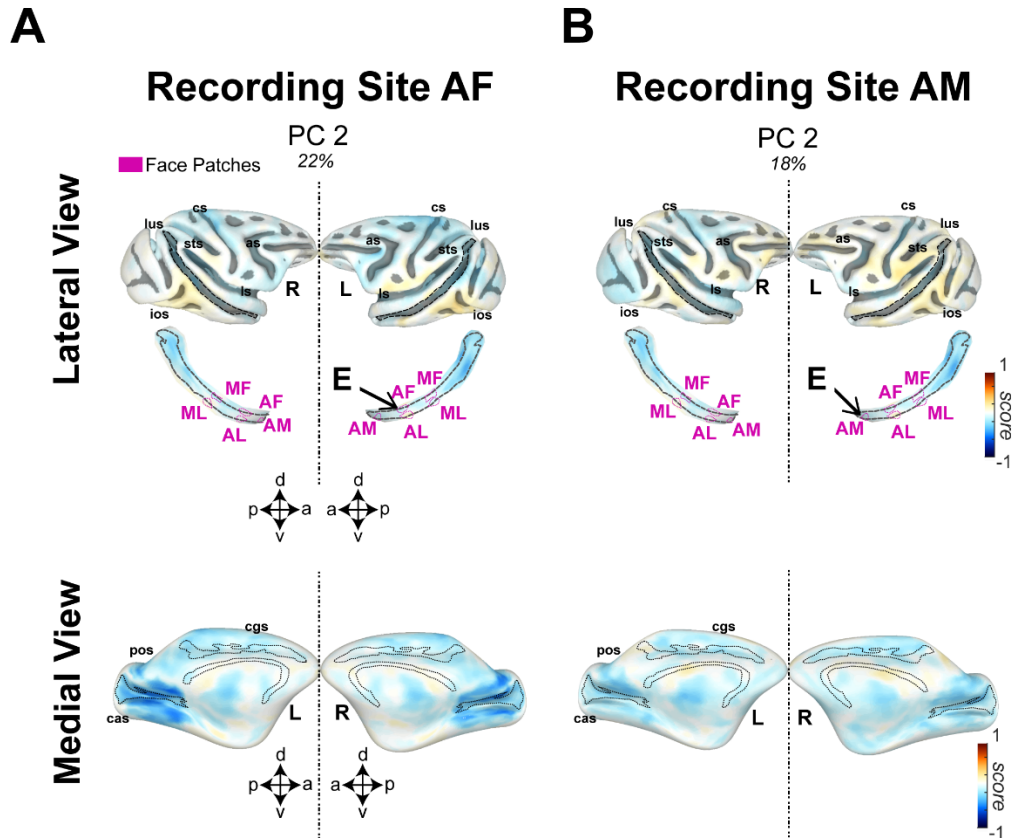 A
B
Recording Site AF
Recording Site AM
Lateral View
PC 2
22%
Face Patches
PC 2
18%
cs
cs
cs
cs
lus
lus
lus
lus
sts
as
as
sts
sts
as
as
sts
ls
R
L
ls
ls
R
L
ls
ios
ios
ios
ios
MF
AF
ML
AM
AL
E
AF
MF
AM
AL
ML
MF
AF
ML
AM
AL
E
AF
MF
AM
AL
ML
1
score
-1
d
d
p
a
a
p
v
v
Medial View
cgs
cgs
pos
pos
cas
cas
L
R
L
R
d
d
p
a
a
p
v
v
1
score
-1